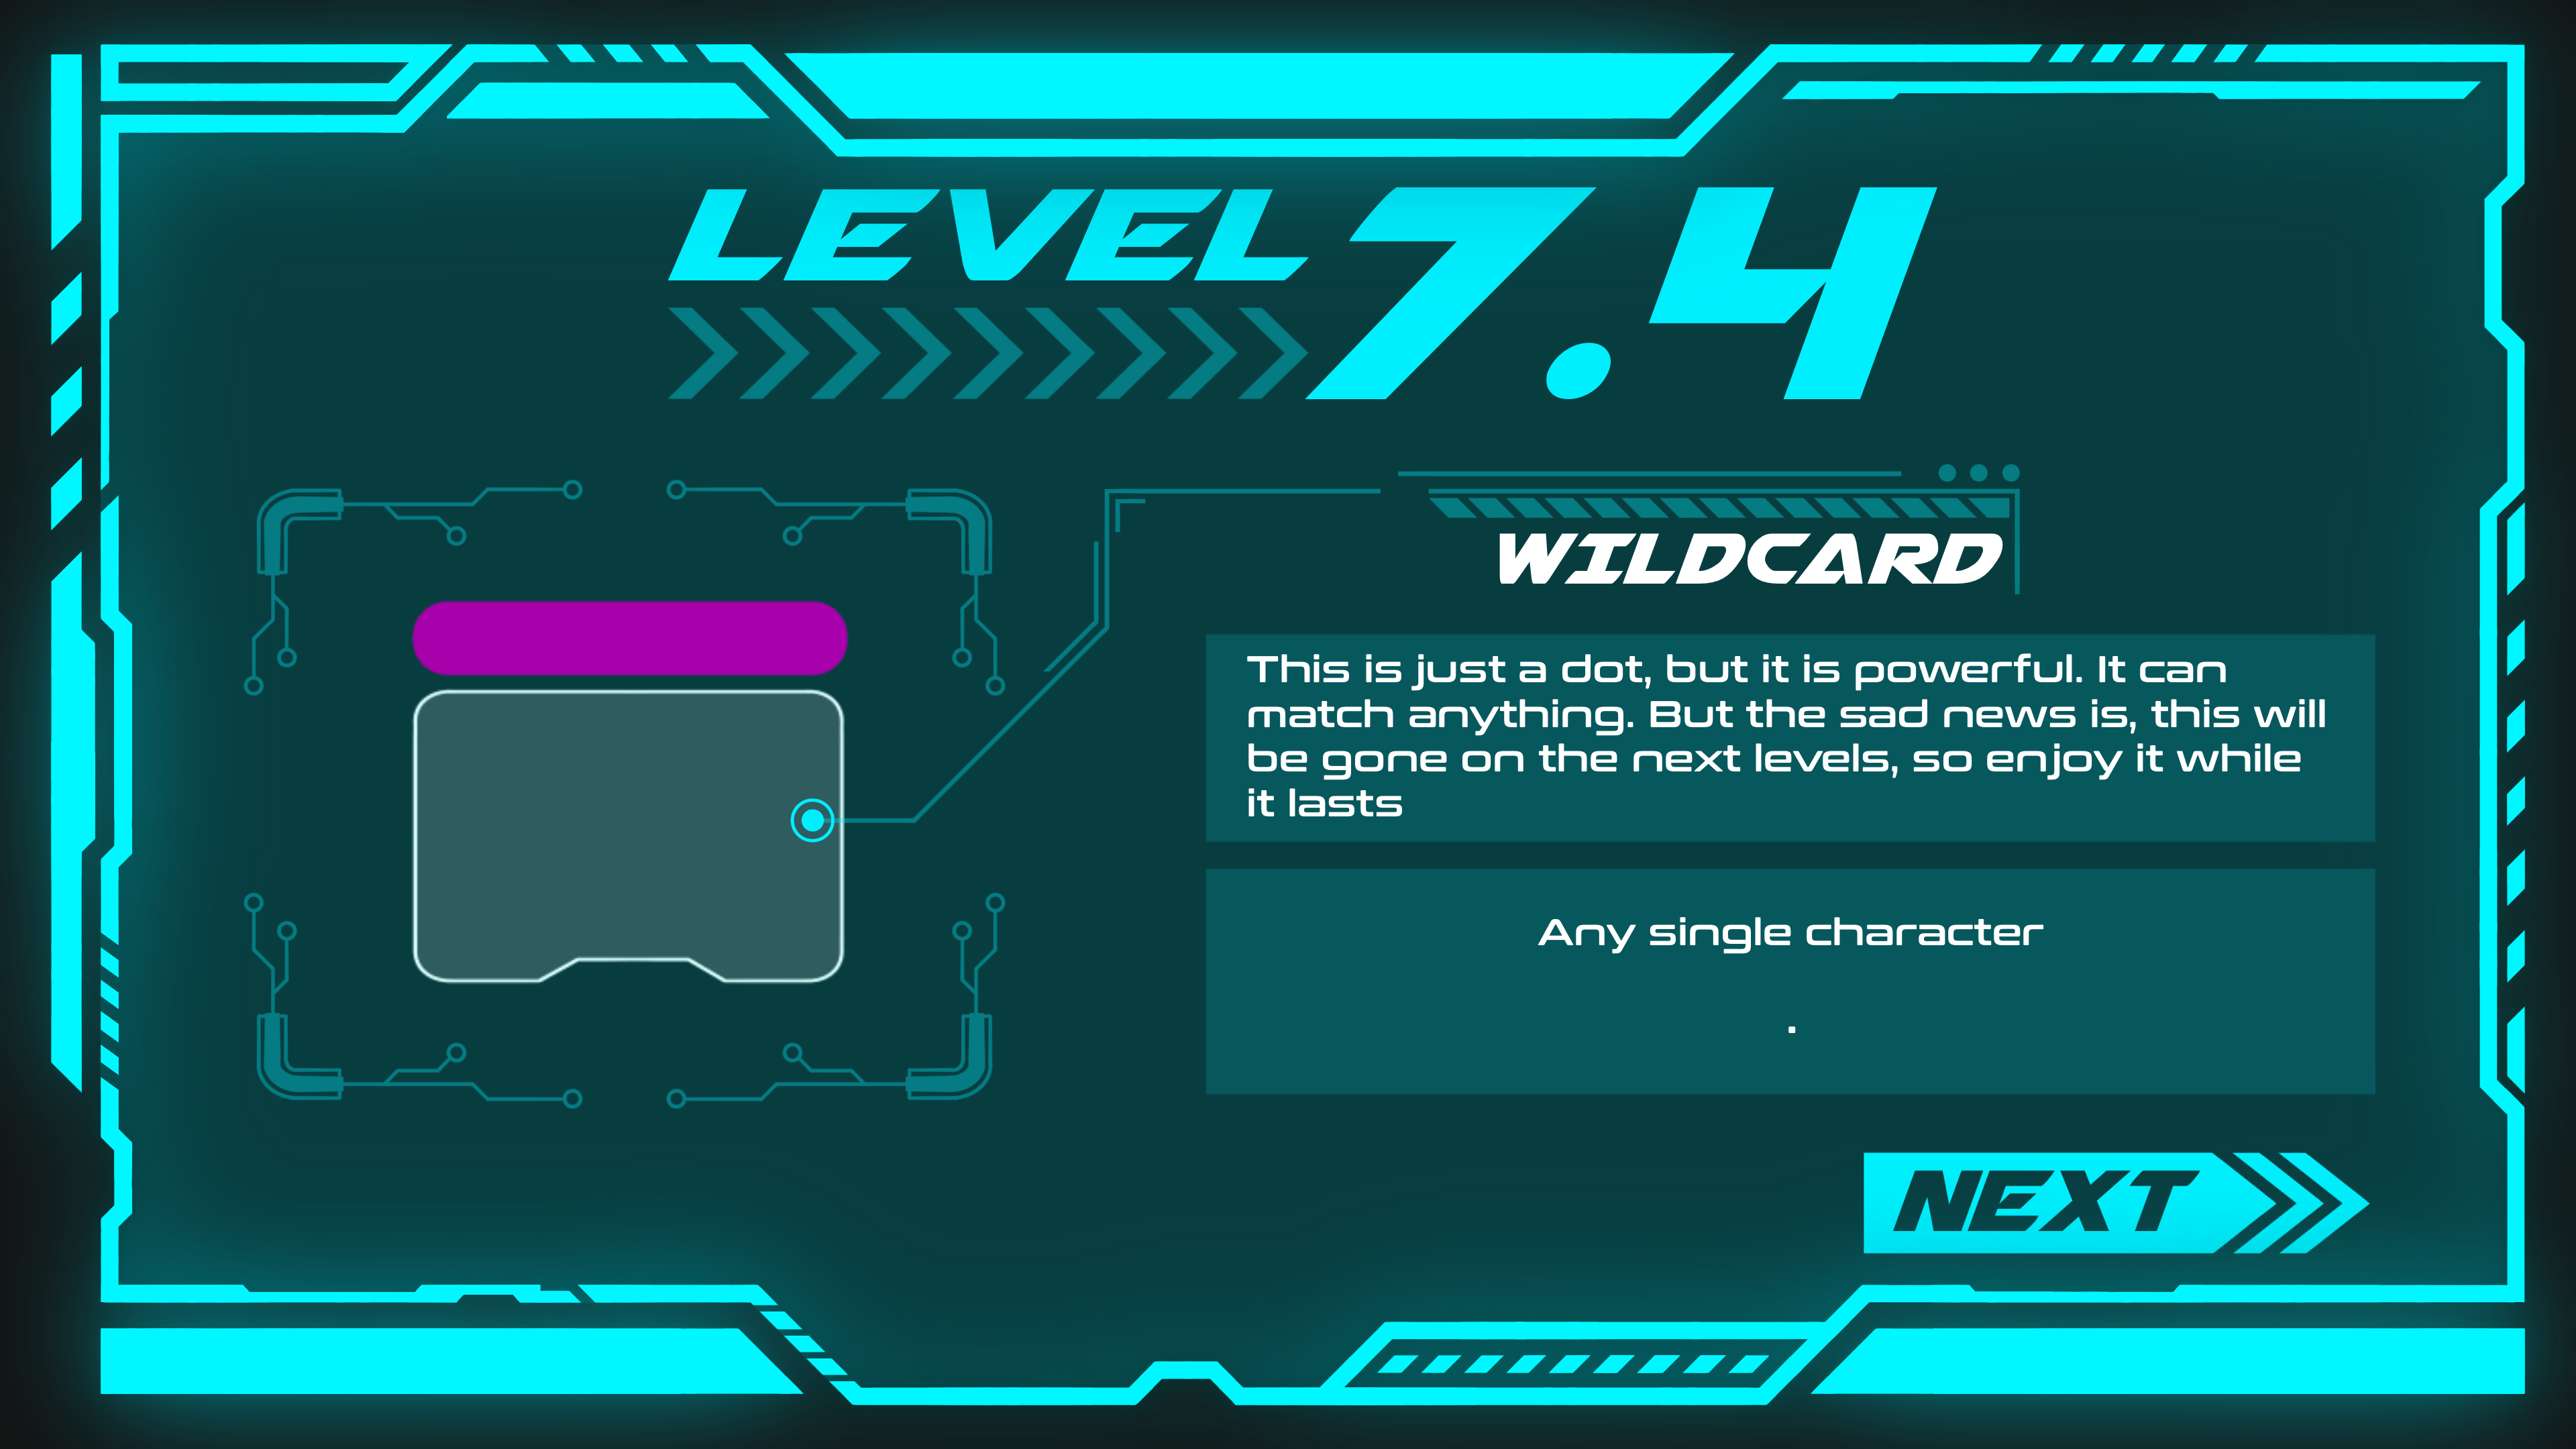 LEVEL 7.4
WILDCARD
This is just a dot, but it is powerful. It can
match anything. But the sad news is, this will
be gone on the next levels, so enjoy it while
it lasts
Any single character
.
NEXT